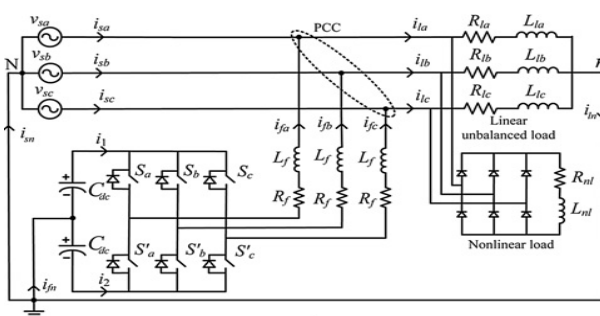 v_sa i_sa PCC i_la R_la L_la
v_sb
N i_sb i_lb R_lb L_lb
v_sc
i_sc i_lc R_lc L_lc
Linear
unbalanced load
i_sn i_fa i_fb i_fc
i_1 L_f L_f L_f
S_a S_b S_c
C_dc R_f R_f R_f R_nl
L_nl
C_dc S'_a S'_b S'_c Nonlinear load
i_fn i_2